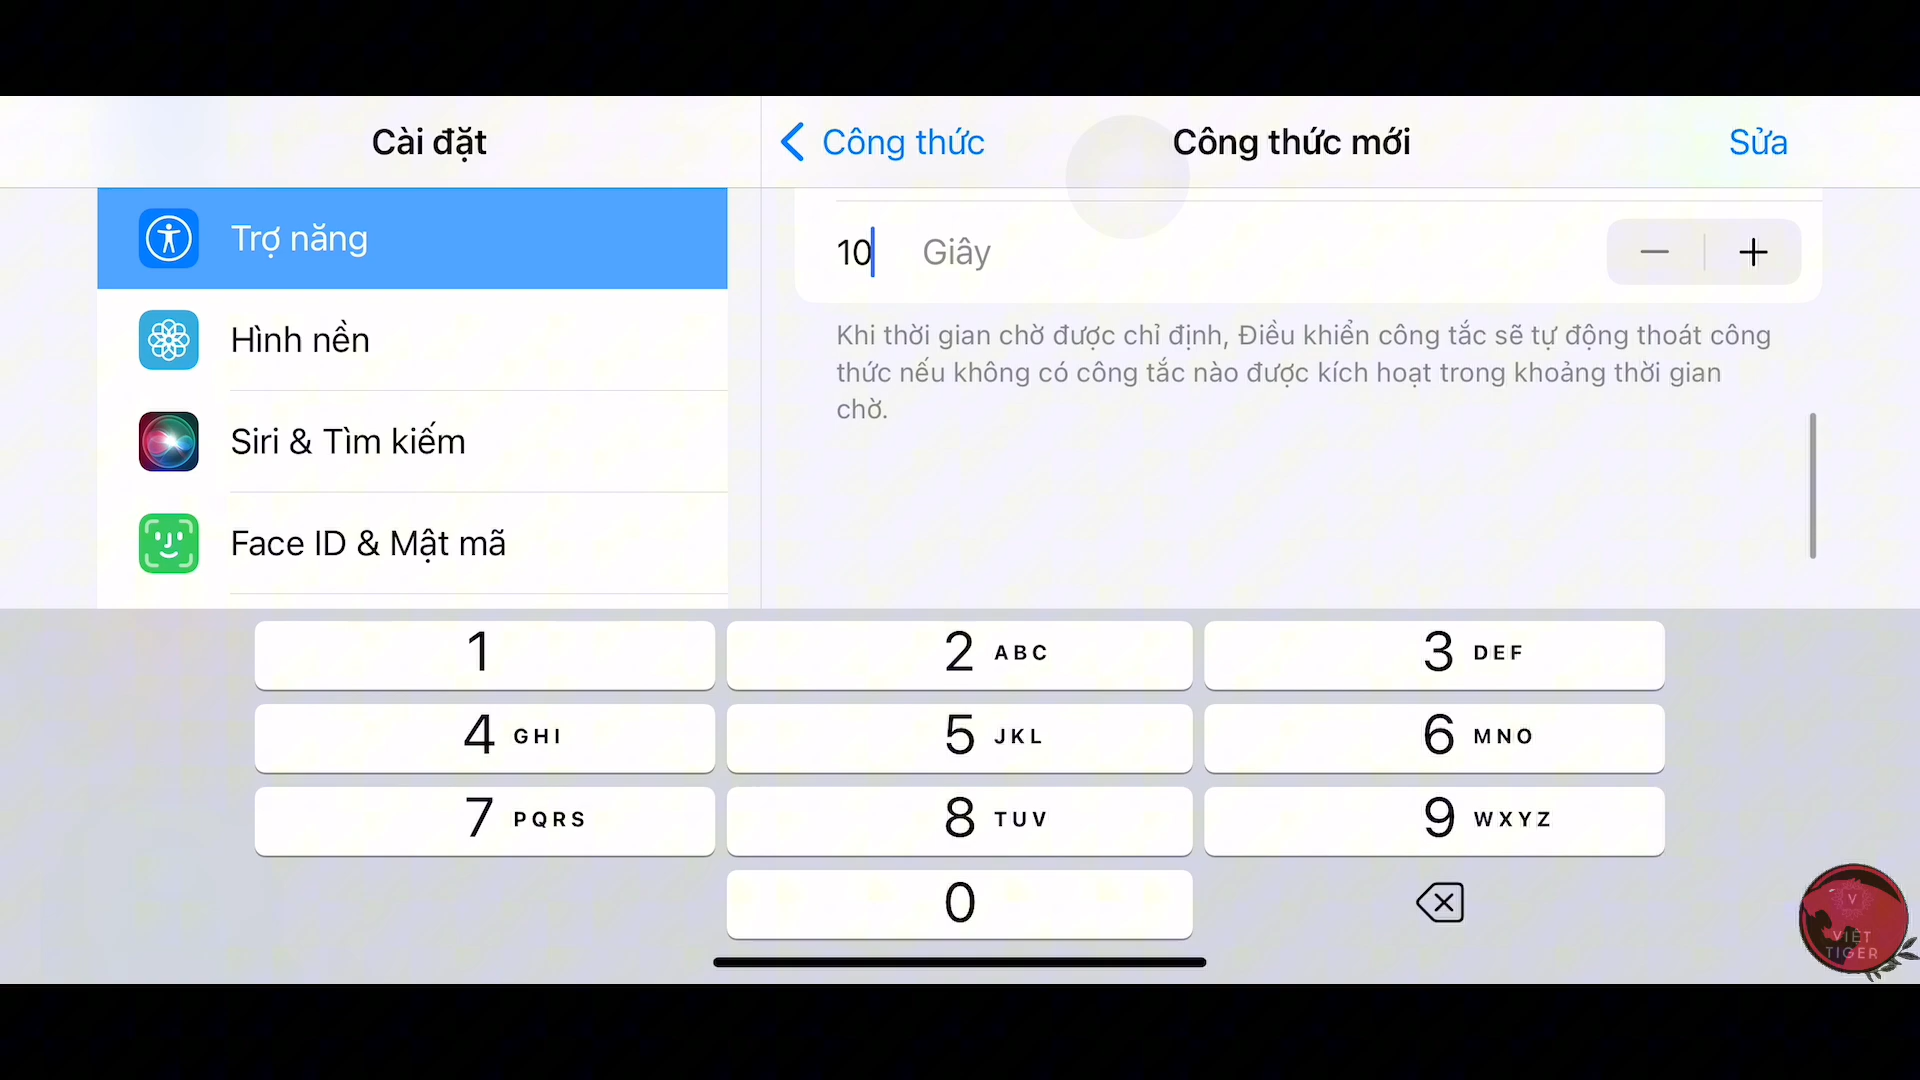 Cài đặt
Công thức
Công thức mới
Sửa
Trợ năng
Hình nền
Siri & Tìm kiếm
Face ID & Mật mã
10 Giây
Khi thời gian chờ được chỉ định, Điều khiển công tắc sẽ tự động thoát công
thức nếu không có công tắc nào được kích hoạt trong khoảng thời gian
chờ.
1
2 ABC
3 DEF
4 GHI
5 JKL
6 MNO
7 PQRS
8 TUV
9 WXYZ
0
V
VIỆT
TIGER